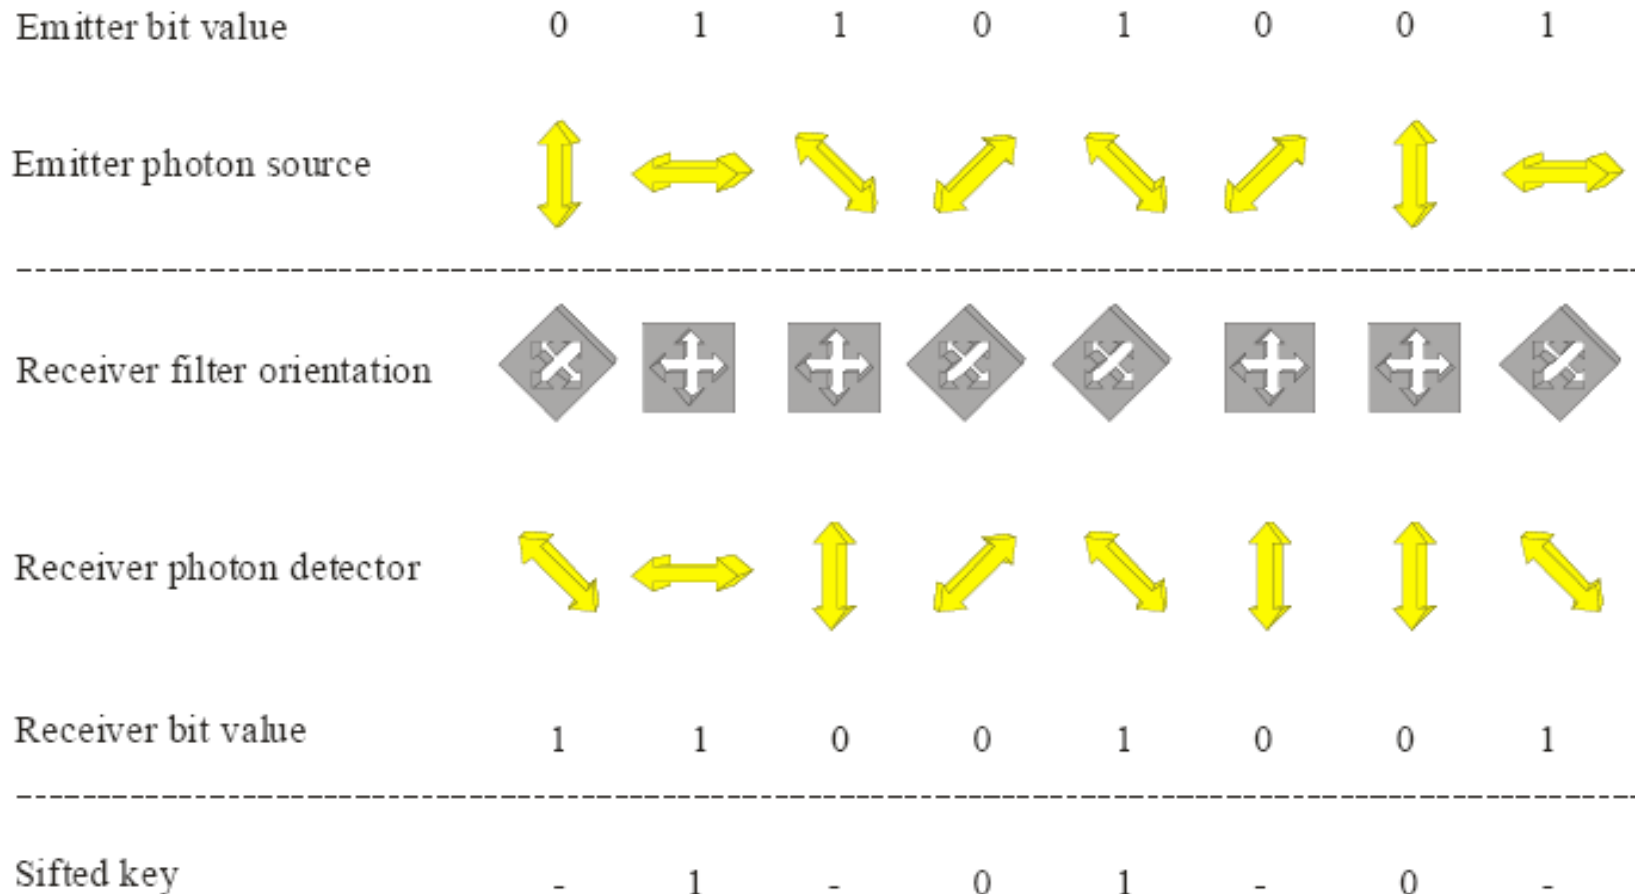 Emitter bit value 0 1 1 0 1 0 0 1
Emitter photon source
Receiver filter orientation
Receiver photon detector
Receiver bit value 1 1 0 0 1 0 0 1
Sifted key - 1 - 0 1 - 0 -